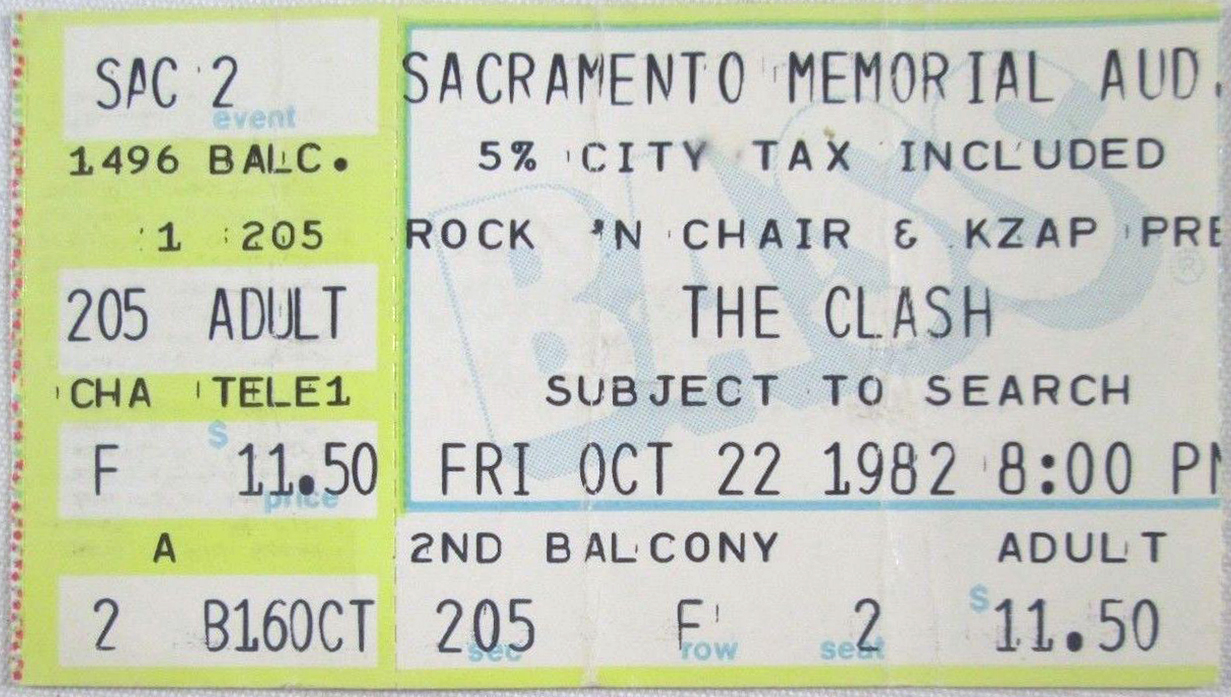 SAC 2
event
1496 BALC.
1 205
205 ADULT
CHA TELE1
F $ 11.50
price
A
2 B16OCT
SACRAMENTO MEMORIAL AUD.
5% CITY TAX INCLUDED
ROCK 'N CHAIR & KZAP PRE
THE CLASH
SUBJECT TO SEARCH
FRI OCT 22 1982 8:00 PM
BASS ®
2ND BALCONY ADULT
205 F 2 $ 11.50
sec row seat